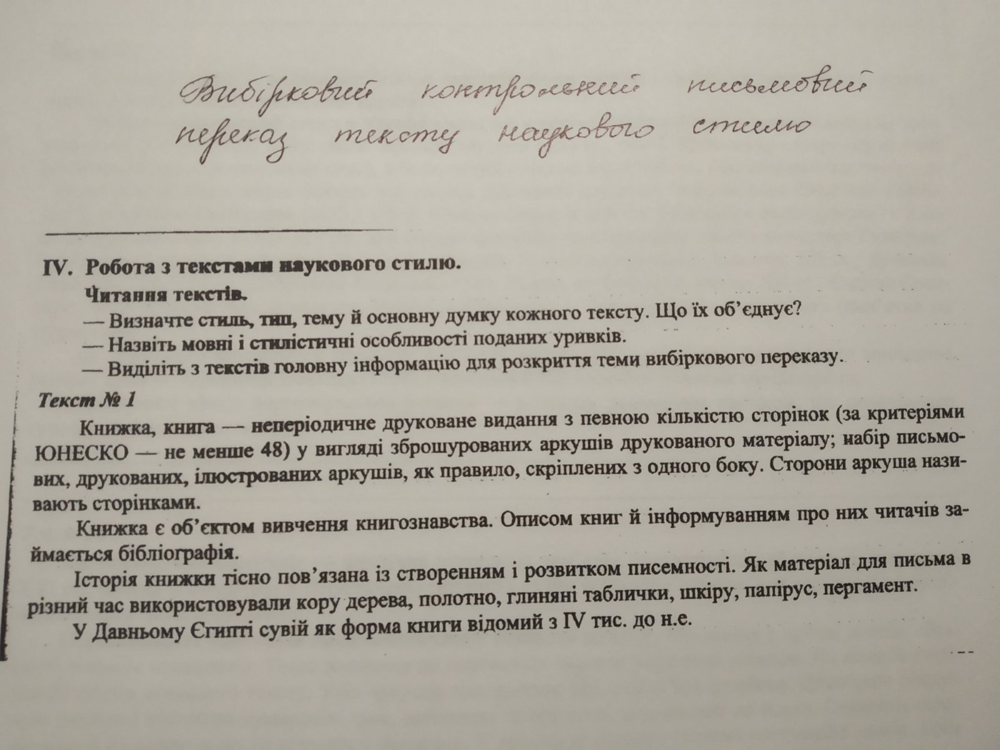 Вибірковий контрольний письмовий
переказ тексту наукового стилю
IV. Робота з текстами наукового стилю.
Читання текстів.
— Визначте стиль, тип, тему й основну думку кожного тексту. Що їх об’єднує?
— Назвіть мовні і стилістичні особливості поданих уривків.
— Виділіть з текстів головну інформацію для розкриття теми вибіркового переказу.
Текст № 1
Книжка, книга — неперіодичне друковане видання з певною кількістю сторінок (за критеріями
ЮНЕСКО — не менше 48) у вигляді зброшурованих аркушів друкованого матеріалу; набір письмо-
вих, друкованих, ілюстрованих аркушів, як правило, скріплених з одного боку. Сторони аркуша нази-
вають сторінками.
Книжка є об’єктом вивчення книгознавства. Описом книг й інформуванням про них читачів за-
ймається бібліографія.
Історія книжки тісно пов’язана із створенням і розвитком писемності. Як матеріал для письма в
різний час використовували кору дерева, полотно, глиняні таблички, шкіру, папірус, пергамент.
У Давньому Єгипті сувій як форма книги відомий з IV тис. до н.е.